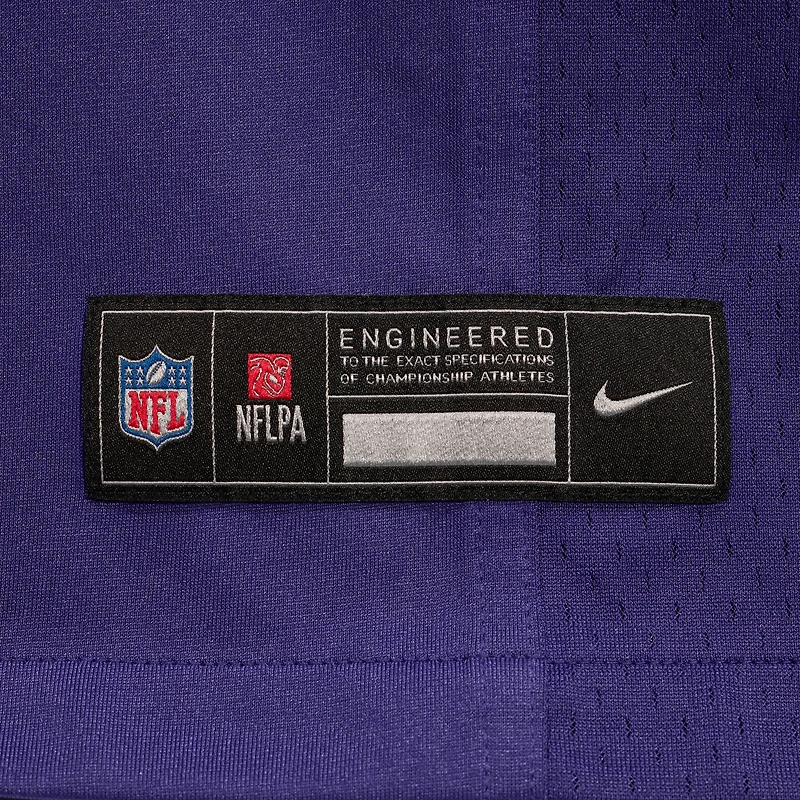 NFL
NFLPA
ENGINEERED
TO THE EXACT SPECIFICATIONS
OF CHAMPIONSHIP ATHLETES